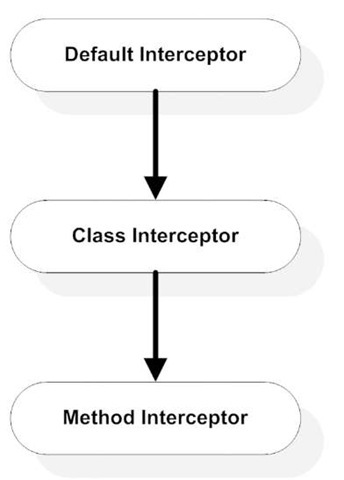 Default Interceptor
Class Interceptor
Method Interceptor